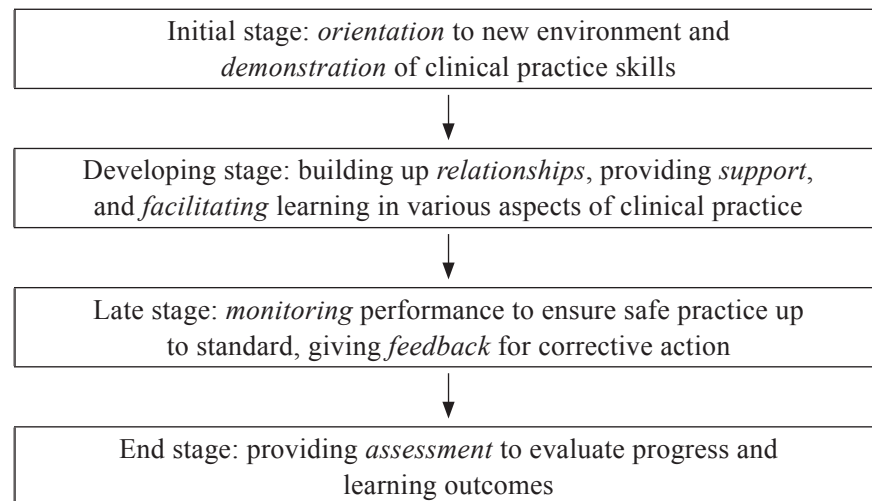 Initial stage: orientation to new environment and
demonstration of clinical practice skills
Developing stage: building up relationships, providing support,
and facilitating learning in various aspects of clinical practice
Late stage: monitoring performance to ensure safe practice up
to standard, giving feedback for corrective action
End stage: providing assessment to evaluate progress and
learning outcomes